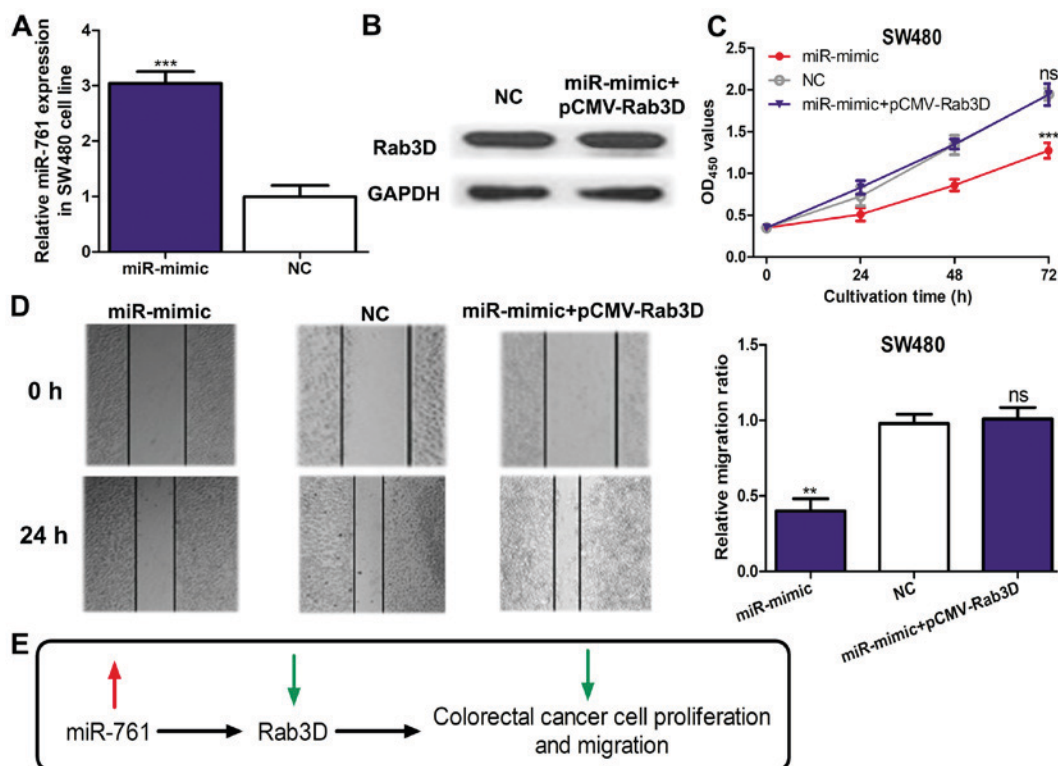 A
Relative miR-761 expression
in SW480 cell line
4
3
2
1
0
***
miR-mimic
NC
B
NC
miR-mimic+
pCMV-Rab3D
Rab3D
GAPDH
C
SW480
miR-mimic
NC
miR-mimic+pCMV-Rab3D
ns
***
OD450 values
2.0
1.5
1.0
0.5
0.0
0
24
48
72
Cultivation time (h)
D
miR-mimic
NC
miR-mimic+pCMV-Rab3D
0 h
24 h
SW480
Relative migration ratio
1.5
1.0
0.5
0.0
**
ns
miR-mimic
NC
miR-mimic+pCMV-Rab3D
E
miR-761
Rab3D
Colorectal cancer cell proliferation
and migration